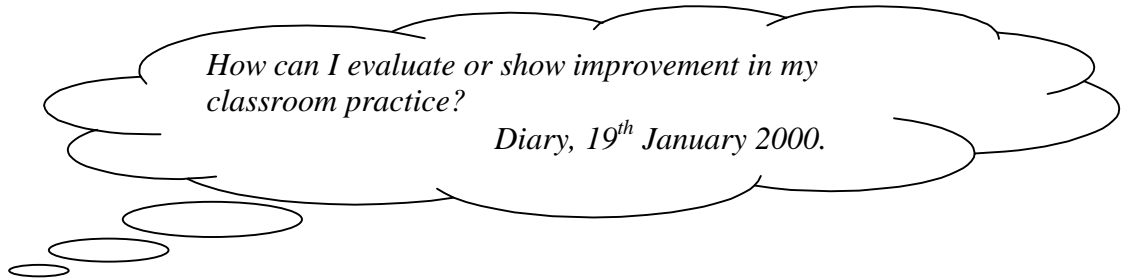 How can I evaluate or show improvement in my
classroom practice?
Diary, 19th January 2000.